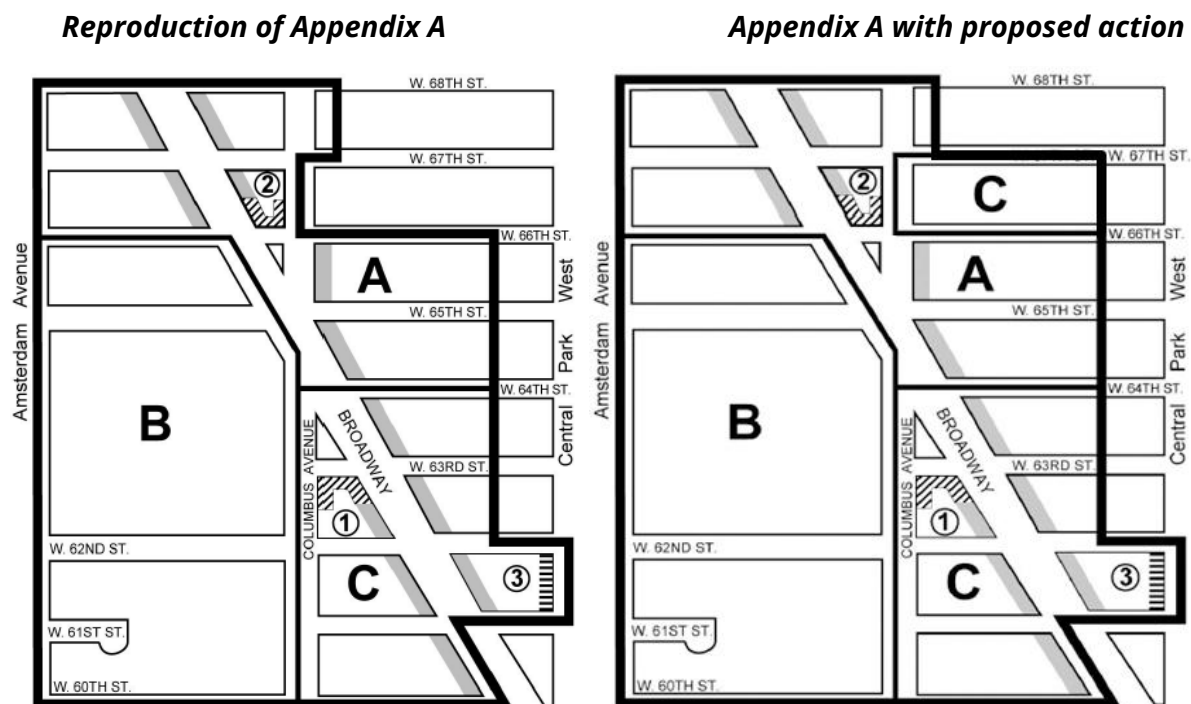 Reproduction of Appendix A
Appendix A with proposed action
W. 68TH ST.
W. 67TH ST.
②
W. 66TH ST.
A
W. 65TH ST.
W. 64TH ST.
Amsterdam Avenue
Central Park West
B
BROADWAY
COLUMBUS AVENUE
W. 63RD ST.
①
W. 62ND ST.
C
③
W. 61ST ST.
W. 60TH ST.
W. 68TH ST.
W. 67TH ST.
②
C
W. 66TH ST.
A
W. 65TH ST.
W. 64TH ST.
Amsterdam Avenue
Central Park West
B
BROADWAY
COLUMBUS AVENUE
W. 63RD ST.
①
W. 62ND ST.
C
③
W. 61ST ST.
W. 60TH ST.